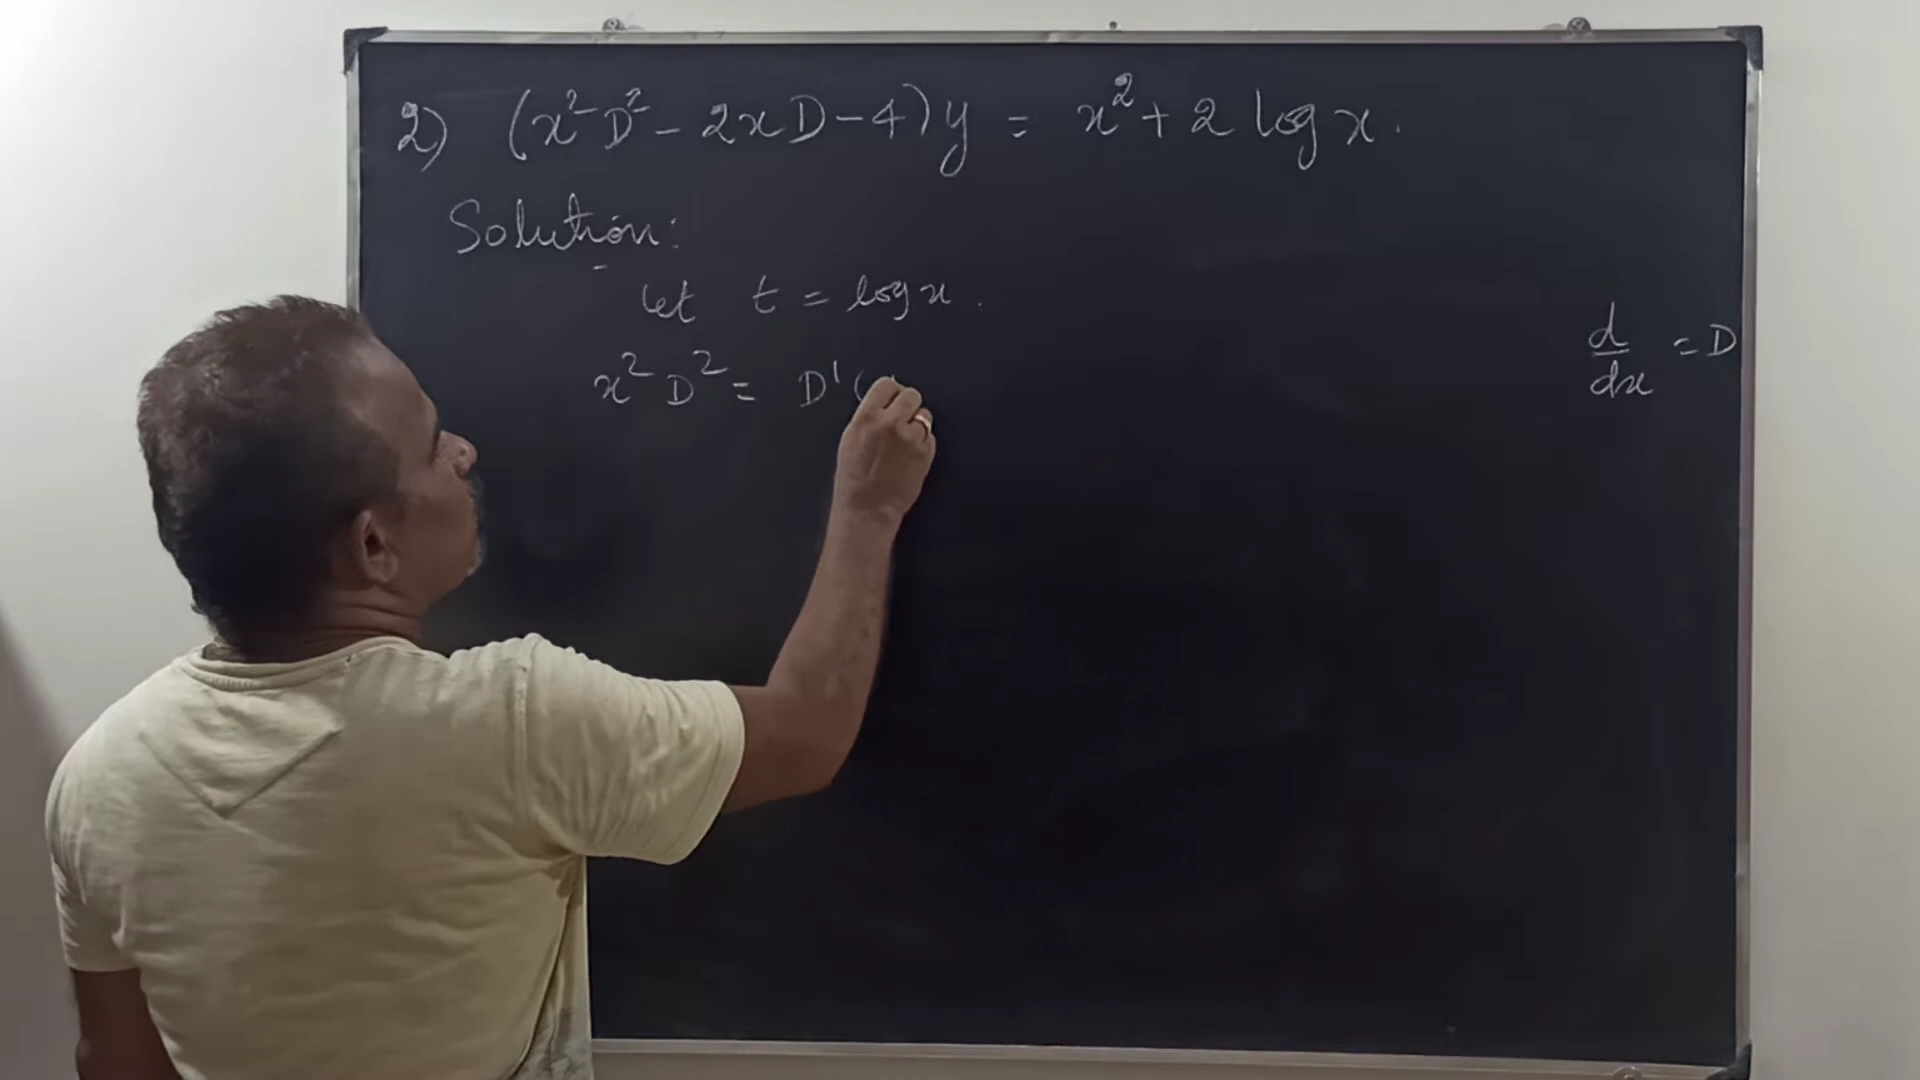 2) (x²D² - 2xD - 4)y = x² + 2 log x.
Solution:
Let t = log x.
x²D² = D'(
d/dx = D